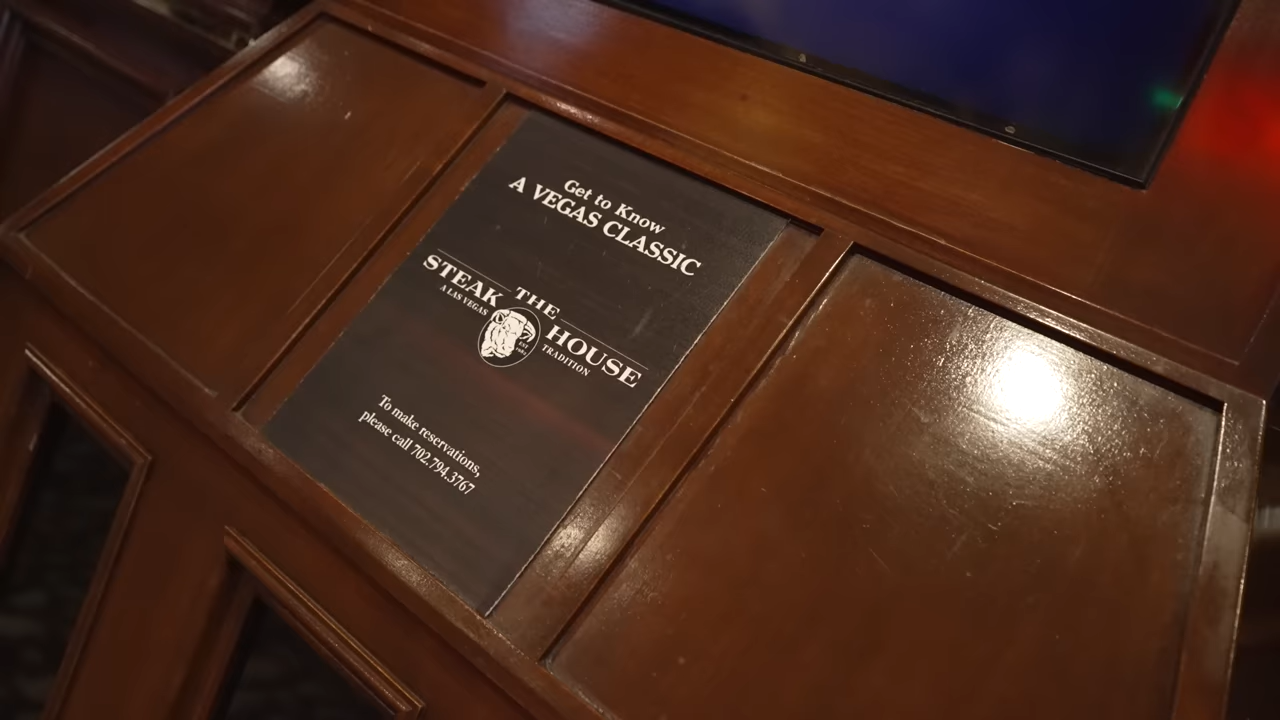 Get to Know
A VEGAS CLASSIC
THE
STEAK HOUSE
A LAS VEGAS TRADITION
EST
To make reservations,
please call 702.794.3767